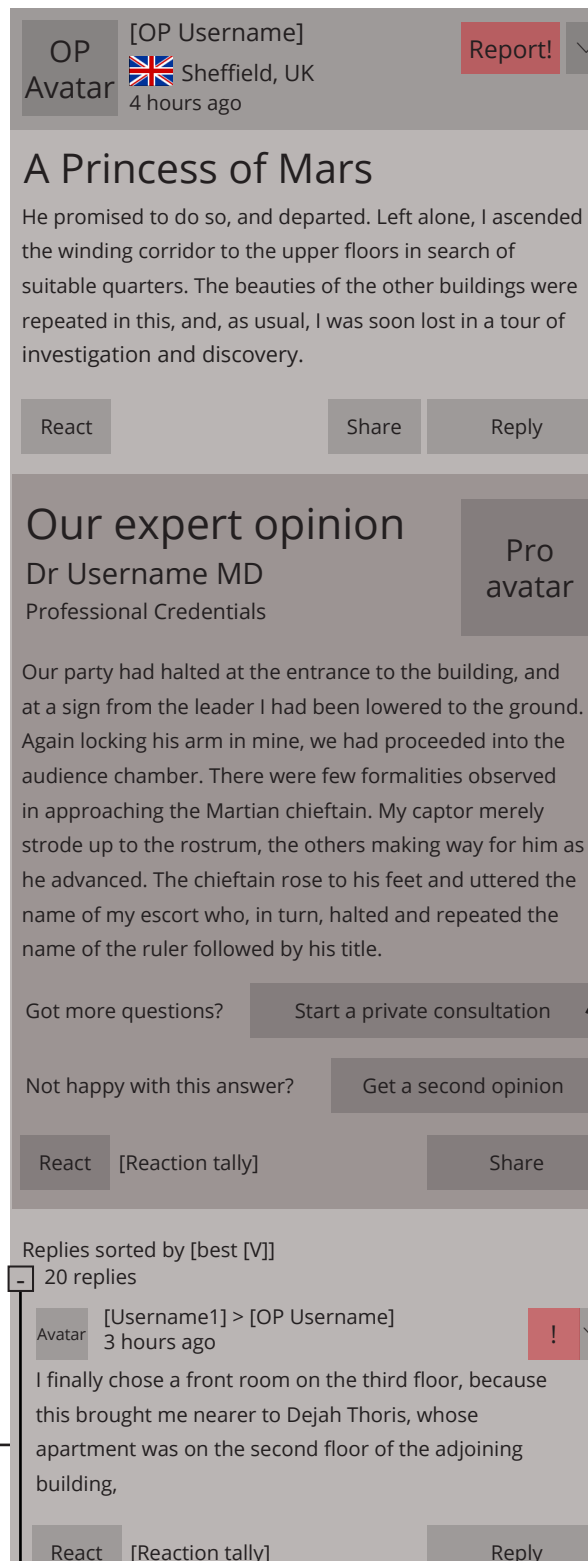 OP
Avatar
[OP Username]
Sheffield, UK
4 hours ago
Report!
A Princess of Mars
He promised to do so, and departed. Left alone, I ascended
the winding corridor to the upper floors in search of
suitable quarters. The beauties of the other buildings were
repeated in this, and, as usual, I was soon lost in a tour of
investigation and discovery.
React
Share
Reply
Our expert opinion
Dr Username MD
Professional Credentials
Pro
avatar
Our party had halted at the entrance to the building, and
at a sign from the leader I had been lowered to the ground.
Again locking his arm in mine, we had proceeded into the
audience chamber. There were few formalities observed
in approaching the Martian chieftain. My captor merely
strode up to the rostrum, the others making way for him as
he advanced. The chieftain rose to his feet and uttered the
name of my escort who, in turn, halted and repeated the
name of the ruler followed by his title.
Got more questions?
Start a private consultation
Not happy with this answer?
Get a second opinion
React
[Reaction tally]
Share
Replies sorted by [best [V]]
- 20 replies
Avatar
[Username1] > [OP Username]
3 hours ago
!
I finally chose a front room on the third floor, because
this brought me nearer to Dejah Thoris, whose
apartment was on the second floor of the adjoining
building,
React
[Reaction tally]
Reply